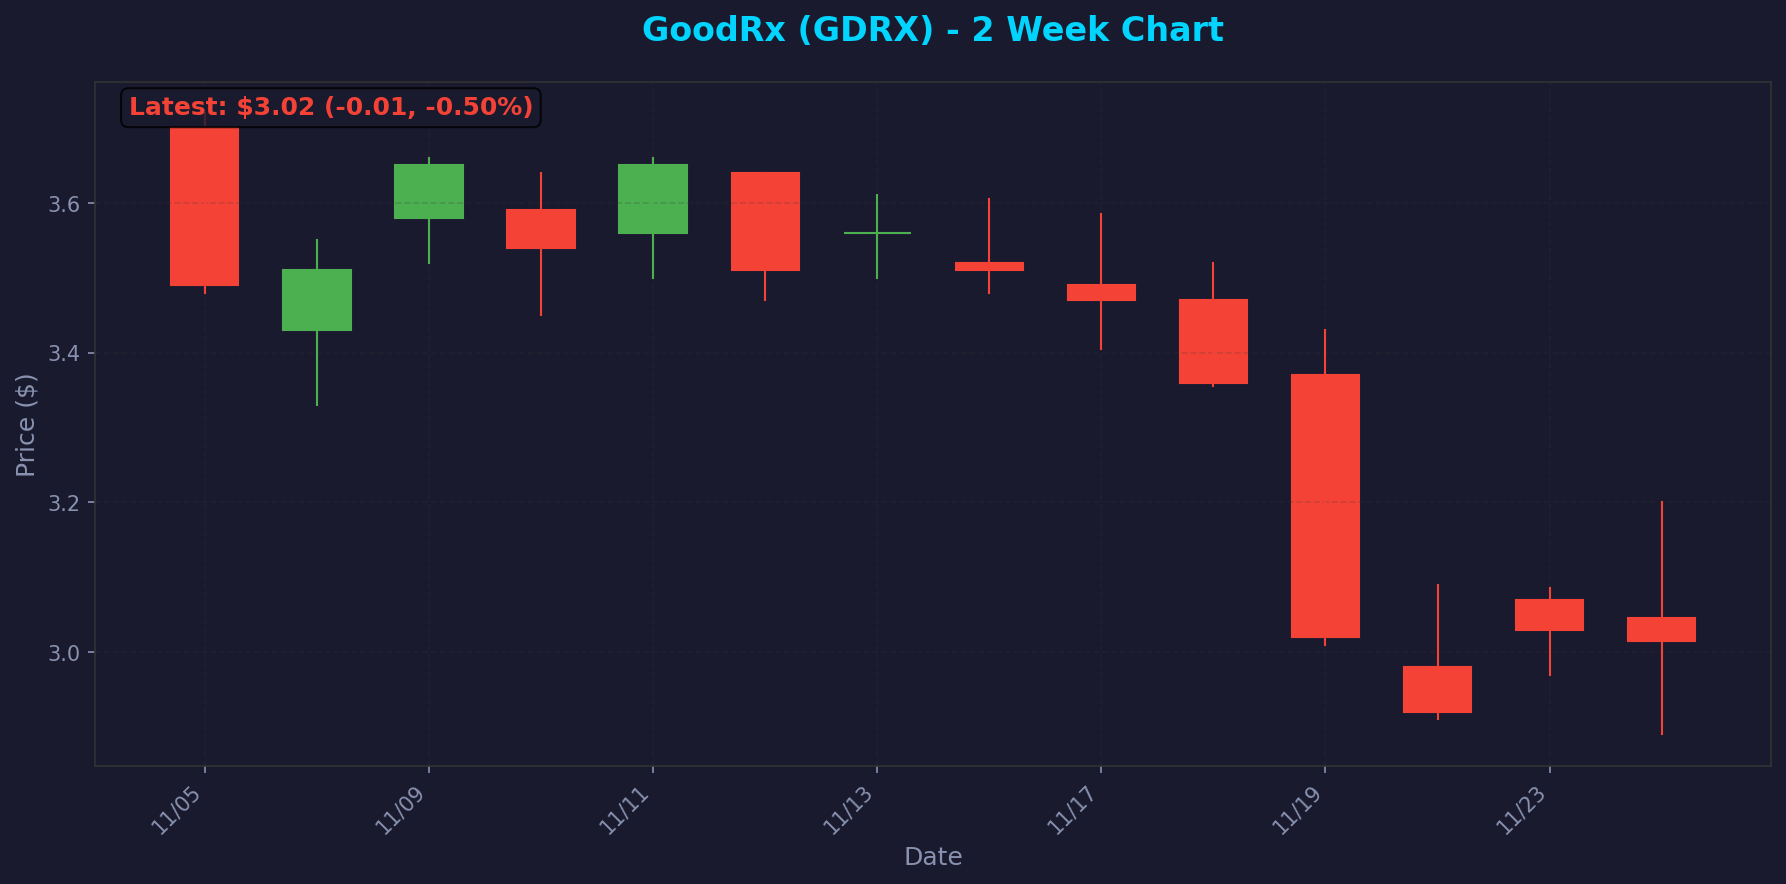 GoodRx (GDRX) - 2 Week Chart
Latest: $3.02 (-0.01, -0.50%)
Price ($)
3.6
3.4
3.2
3.0
11/05
11/09
11/11
11/13
11/17
11/19
11/23
Date